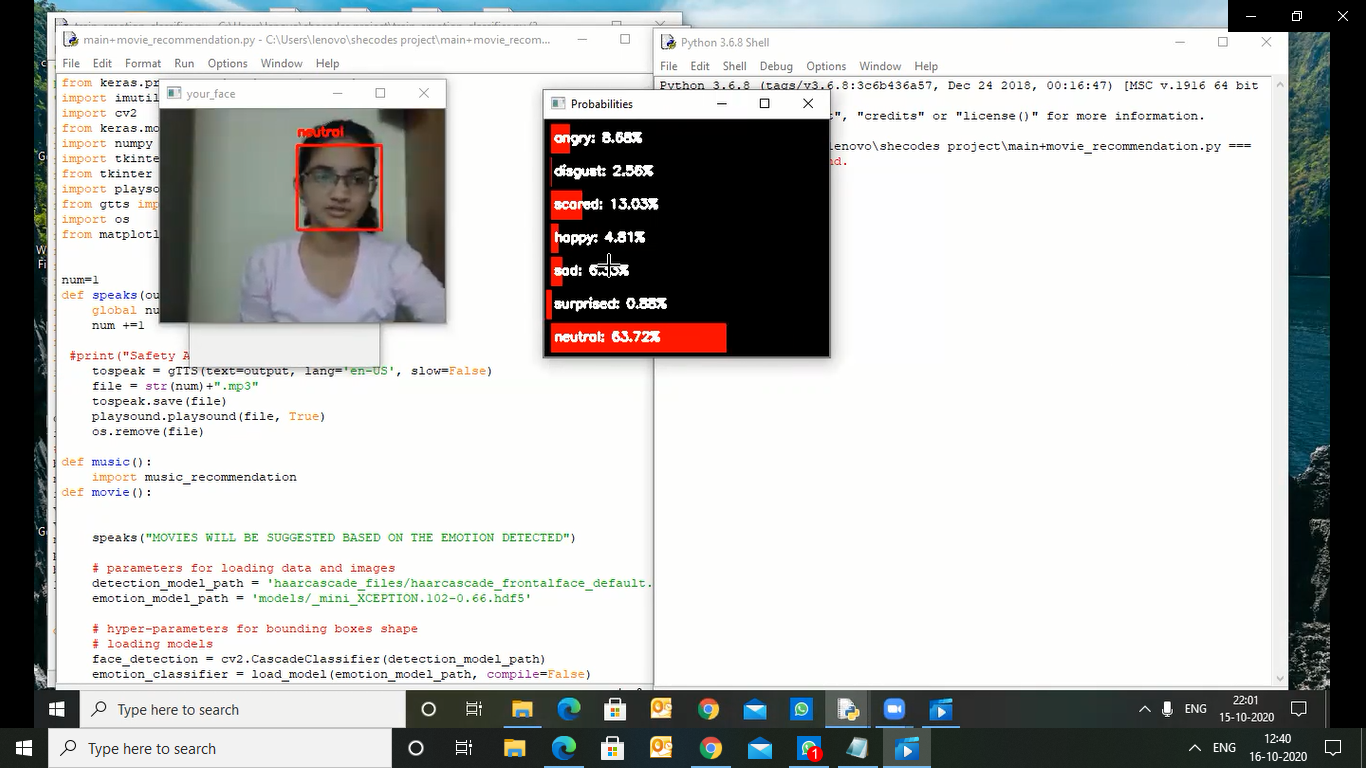 main+movie_recommendation.py - C:\Users\lenovo\shecodes project\main+movie_recom...
File Edit Format Run Options Window Help
from keras.pr
import imutil
import cv2
from keras.mo
import numpy
import tkinte
from tkinter
import playso
from gtts imp
import os
from matplotl
num=1
def speaks(ou
global nu
num +=1
#print("Safety A
tospeak = gTTS(text=output, lang='en-US', slow=False)
file = str(num)+".mp3"
tospeak.save(file)
playsound.playsound(file, True)
os.remove(file)
def music():
import music_recommendation
def movie():
speaks("MOVIES WILL BE SUGGESTED BASED ON THE EMOTION DETECTED")
# parameters for loading data and images
detection_model_path = 'haarcascade_files/haarcascade_frontalface_default.
emotion_model_path = 'models/_mini_XCEPTION.102-0.66.hdf5'
# hyper-parameters for bounding boxes shape
# loading models
face_detection = cv2.CascadeClassifier(detection_model_path)
emotion_classifier = load_model(emotion_model_path, compile=False)
your_face
neutral
Probabilities
angry: 8.68%
disgust: 2.56%
scared: 13.03%
happy: 4.81%
sad:
surprised: 0.88%
neutral: 63.72%
Python 3.6.8 Shell
File Edit Shell Debug Options Window Help
Python 3.6.8 (tags/v3.6.8:3c6b436a57, Dec 24 2018, 00:16:47) [MSC v.1916 64 bit
", "credits" or "license()" for more information.
lenovo\shecodes project\main+movie_recommendation.py ===
nd.
Type here to search
ENG
22:01
15-10-2020
Type here to search
1
ENG
12:40
16-10-2020